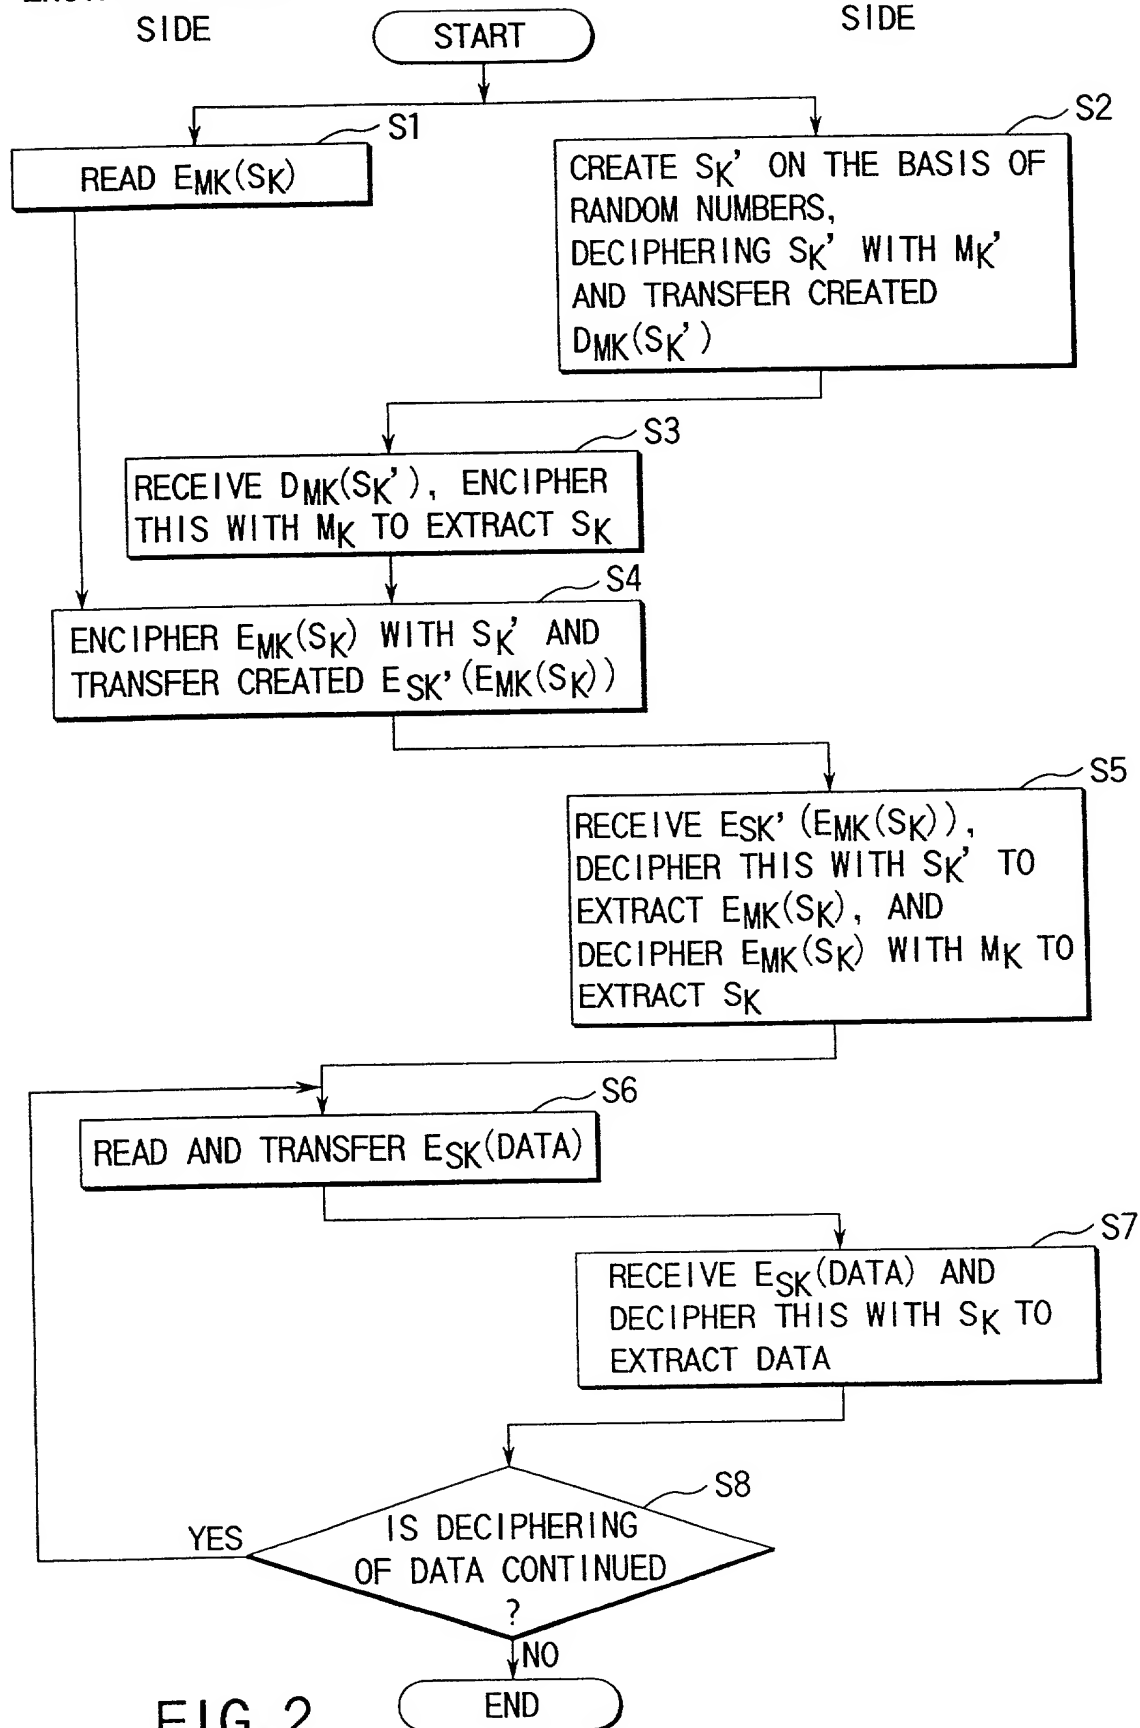 SIDE
SIDE
START
S1
READ EMK(SK)
S2
CREATE SK' ON THE BASIS OF
RANDOM NUMBERS,
DECIPHERING SK' WITH MK'
AND TRANSFER CREATED
DMK(SK')
S3
RECEIVE DMK(SK'), ENCIPHER
THIS WITH MK TO EXTRACT SK
S4
ENCIPHER EMK(SK) WITH SK' AND
TRANSFER CREATED ESK'(EMK(SK))
S5
RECEIVE ESK'(EMK(SK)),
DECIPHER THIS WITH SK' TO
EXTRACT EMK(SK), AND
DECIPHER EMK(SK) WITH MK TO
EXTRACT SK
S6
READ AND TRANSFER ESK(DATA)
S7
RECEIVE ESK(DATA) AND
DECIPHER THIS WITH SK TO
EXTRACT DATA
S8
IS DECIPHERING
OF DATA CONTINUED
?
YES
NO
END
FIG. 2